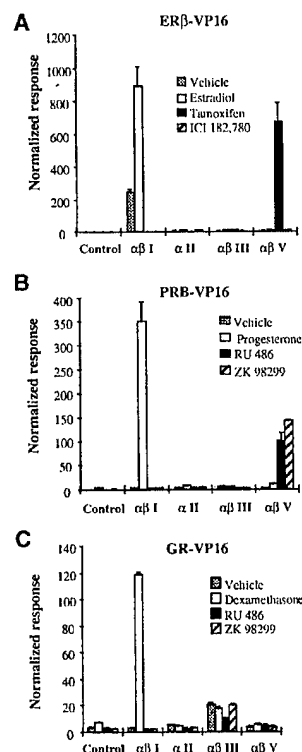 A
ERβ-VP16
Normalized response
1200
1000
800
600
400
200
0
Vehicle
Estradiol
Tamoxifen
ICI 182,780
Control αβ I α II αβ III αβ V
B
PRB-VP16
Normalized response
400
350
300
250
200
150
100
50
0
Vehicle
Progesterone
RU 486
ZK 98299
Control αβ I α II αβ III αβ V
C
GR-VP16
Normalized response
140
120
100
80
60
40
20
0
Vehicle
Dexamethasone
RU 486
ZK 98299
Control αβ I α II αβ III αβ V